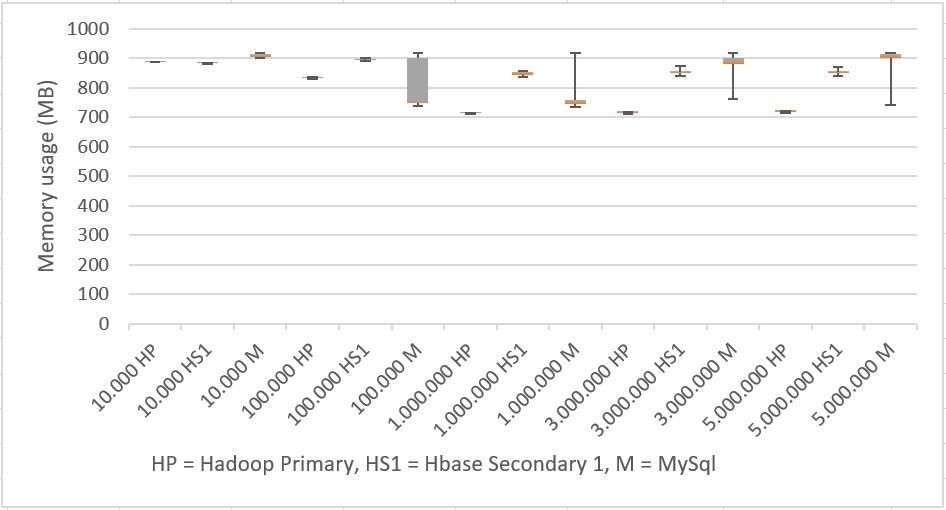 Memory usage (MB)
1000
900
800
700
600
500
400
300
200
100
0
10.000 HP
10.000 HS1
10.000 M
100.000 HP
100.000 HS1
100.000 M
1.000.000 HP
1.000.000 HS1
1.000.000 M
3.000.000 HP
3.000.000 HS1
3.000.000 M
5.000.000 HP
5.000.000 HS1
5.000.000 M
HP = Hadoop Primary, HS1 = Hbase Secondary 1, M = MySql